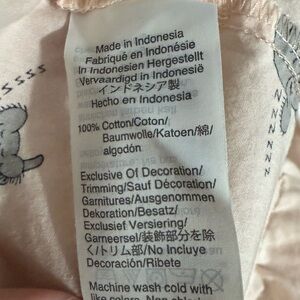 Made in Indonesia
Fabriqué en Indonésie
In Indonesien Hergestellt
Vervaardigd in Indonesië
インドネシア製
Hecho en Indonesia
100% Cotton/Coton/
Baumwolle/Katoen/綿/
algodón
Exclusive Of Decoration/
Trimming/Sauf Décoration/
Garnitures/Ausgenommen
Dekoration/Besatz/
Exclusief Versiering/
Garneersel/装飾部分を除
く/トリム部/No Incluye
Decoración/Ribete
Machine wash cold with
like colors.